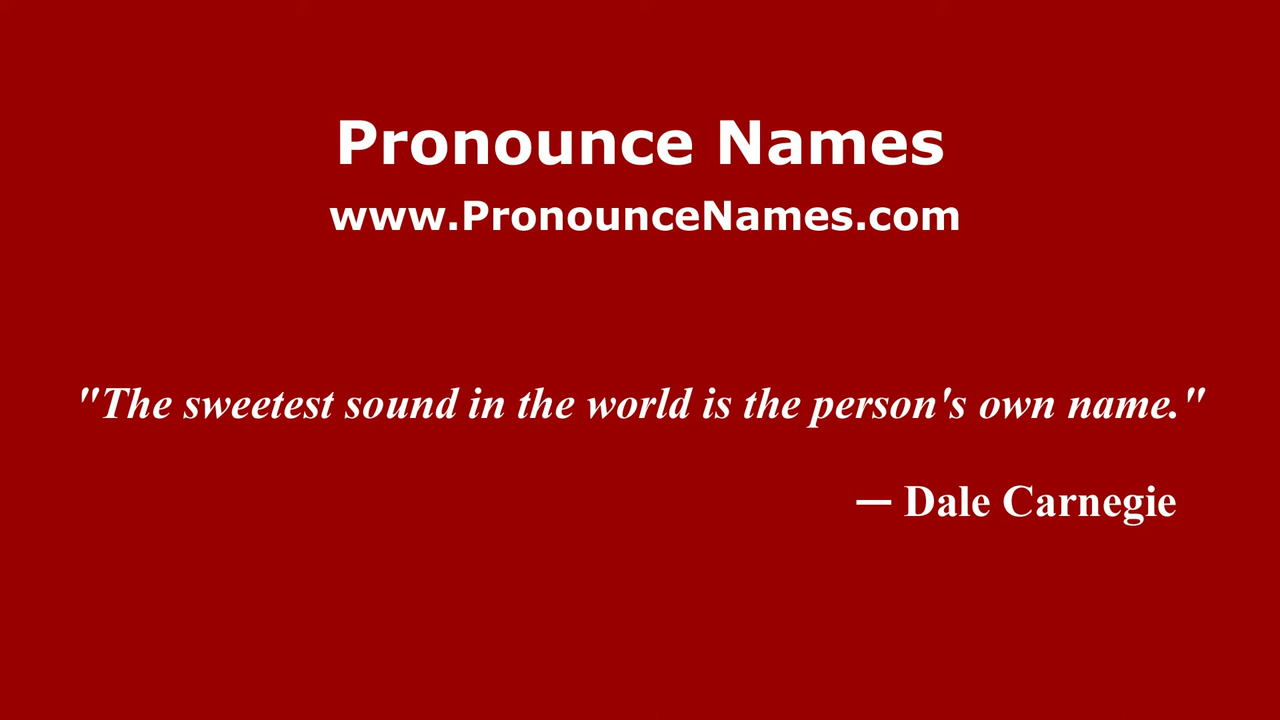 Pronounce Names
www.PronounceNames.com
"The sweetest sound in the world is the person's own name."
— Dale Carnegie